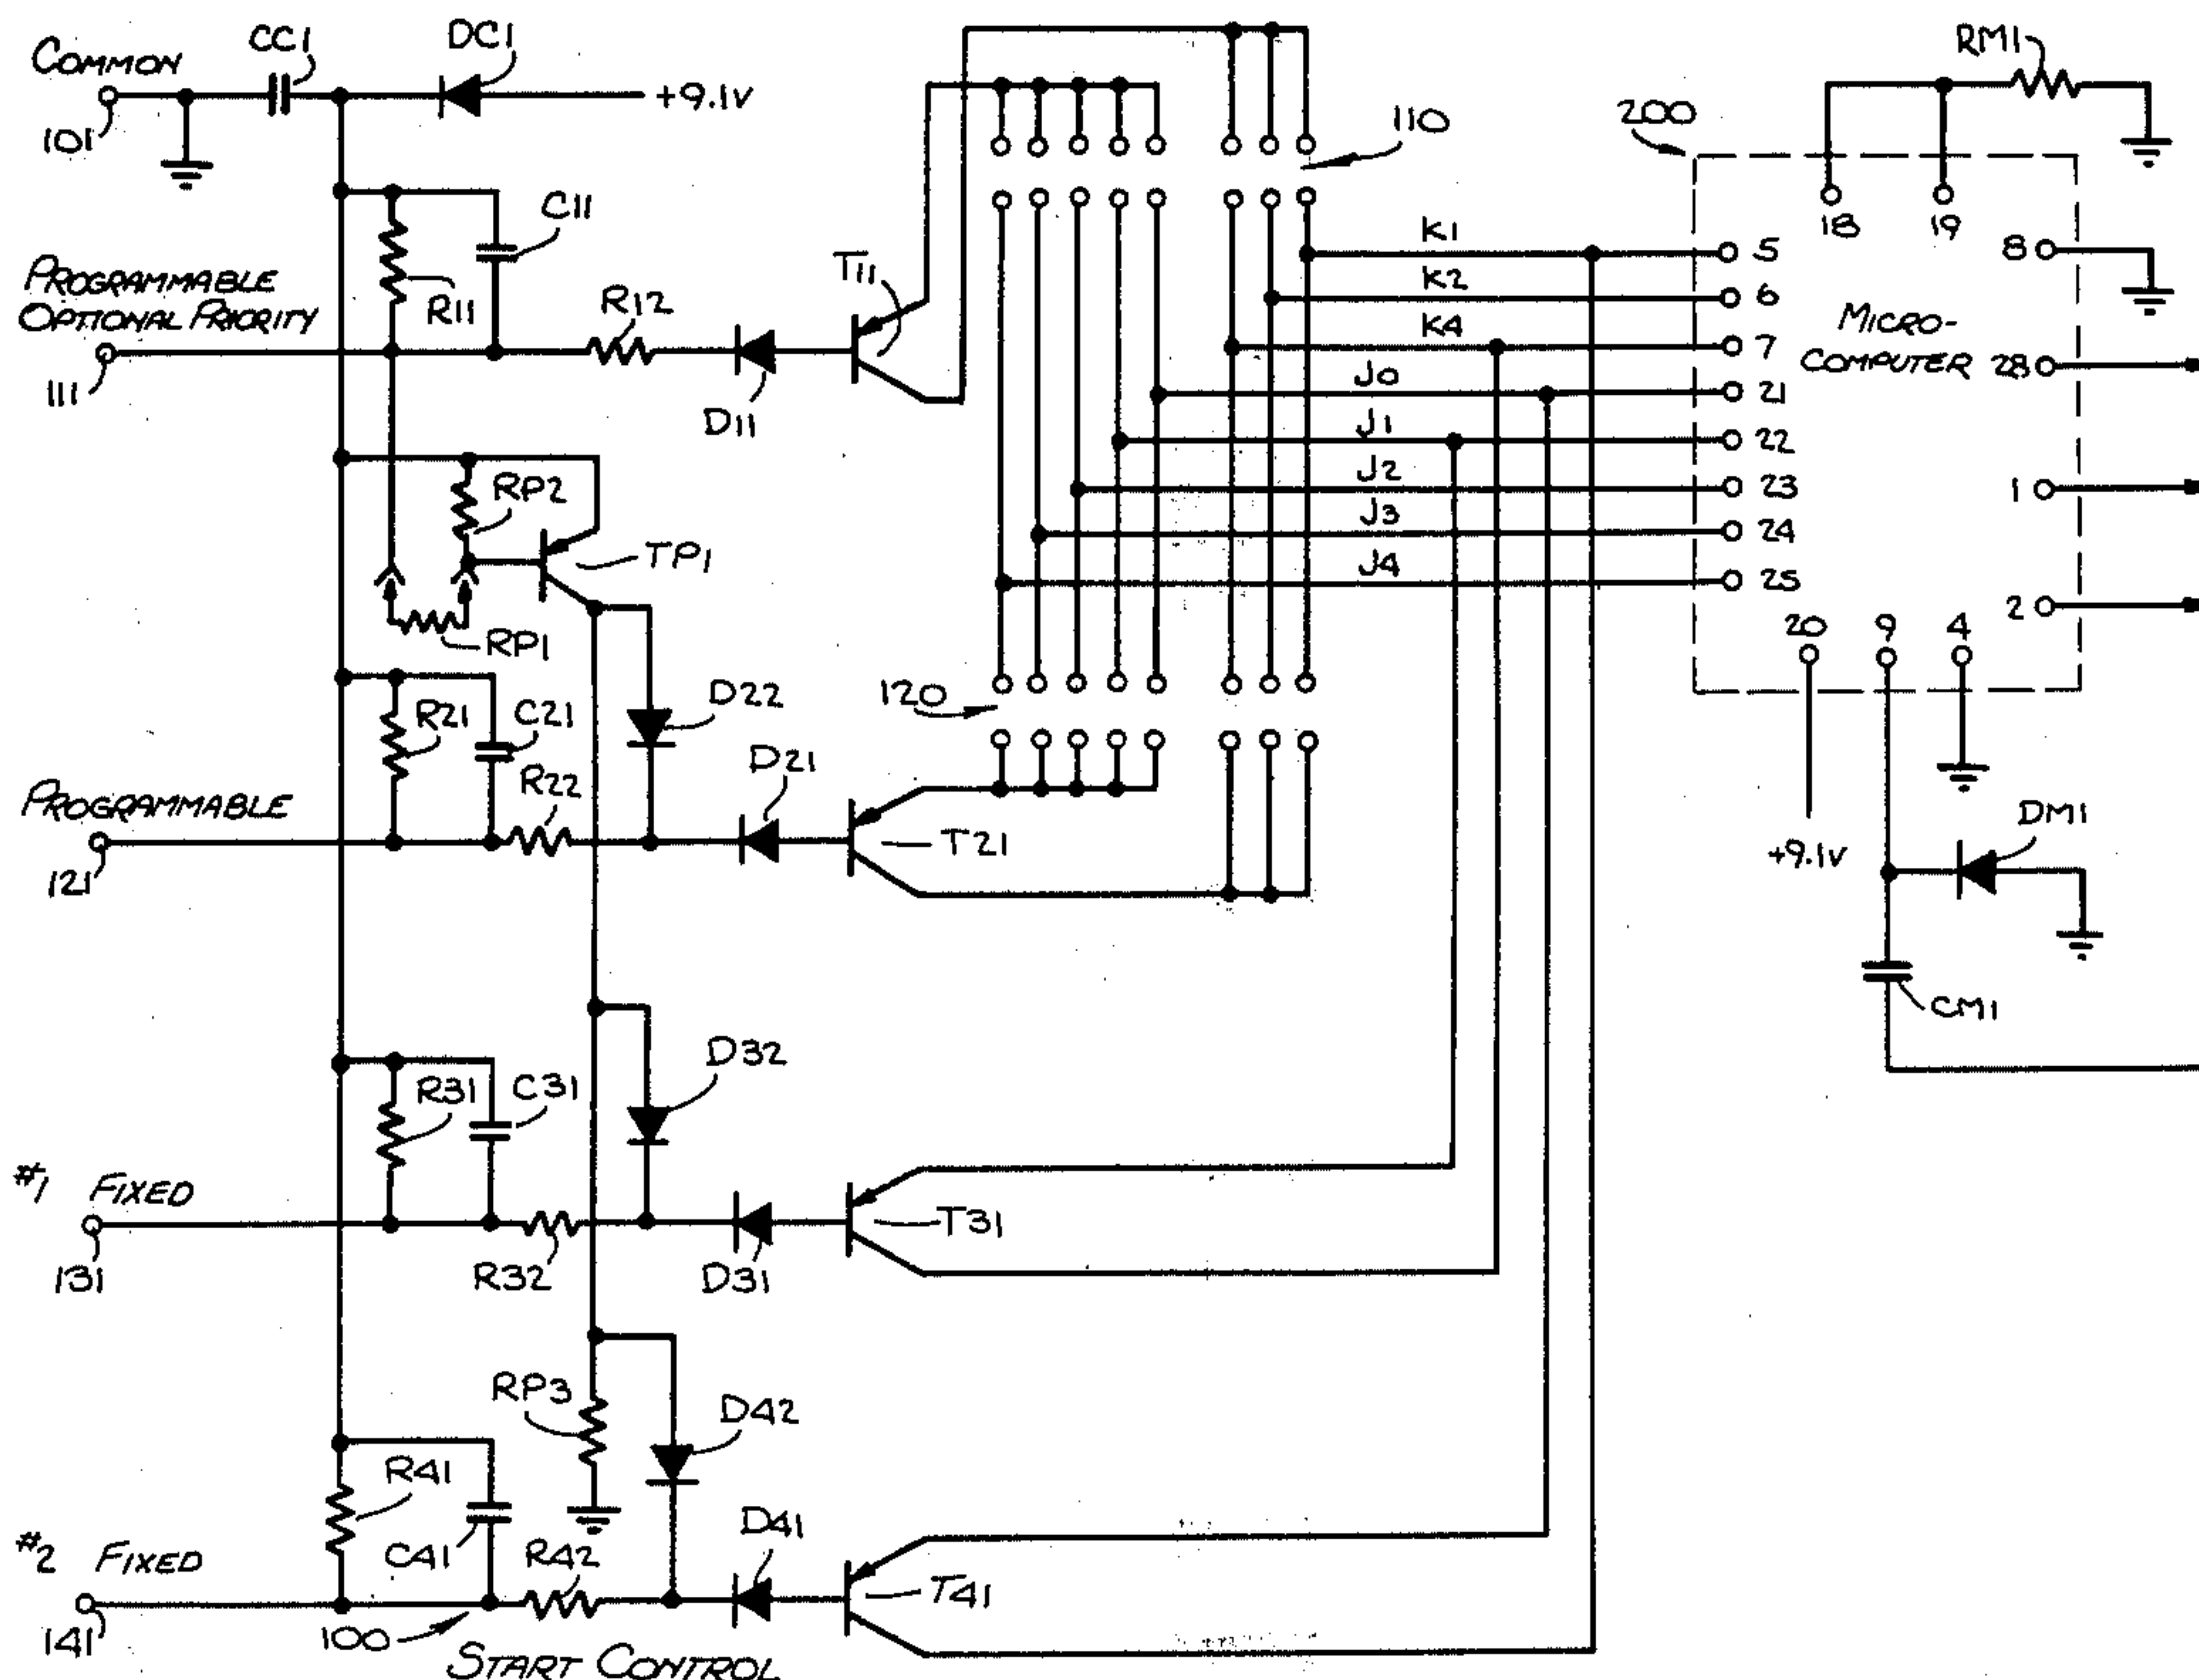 COMMON
CC1
DC1
+9.1V
101
RM1
110
200
18
19
C11
R11
PROGRAMMABLE
OPTIONAL PRIORITY
111
R12
D11
T11
K1
K2
K4
J0
J1
J2
J3
J4
5
6
7
21
22
23
24
25
8
MICRO-
COMPUTER
28
1
2
20
9
4
RP2
TP1
RP1
R21
C21
D22
120
R22
D21
PROGRAMMABLE
121
T21
+9.1V
DM1
CM1
D32
R31
C31
#1 FIXED
131
R32
D31
T31
RP3
D42
R41
C41
D41
#2 FIXED
R42
T41
141
100
START CONTROL